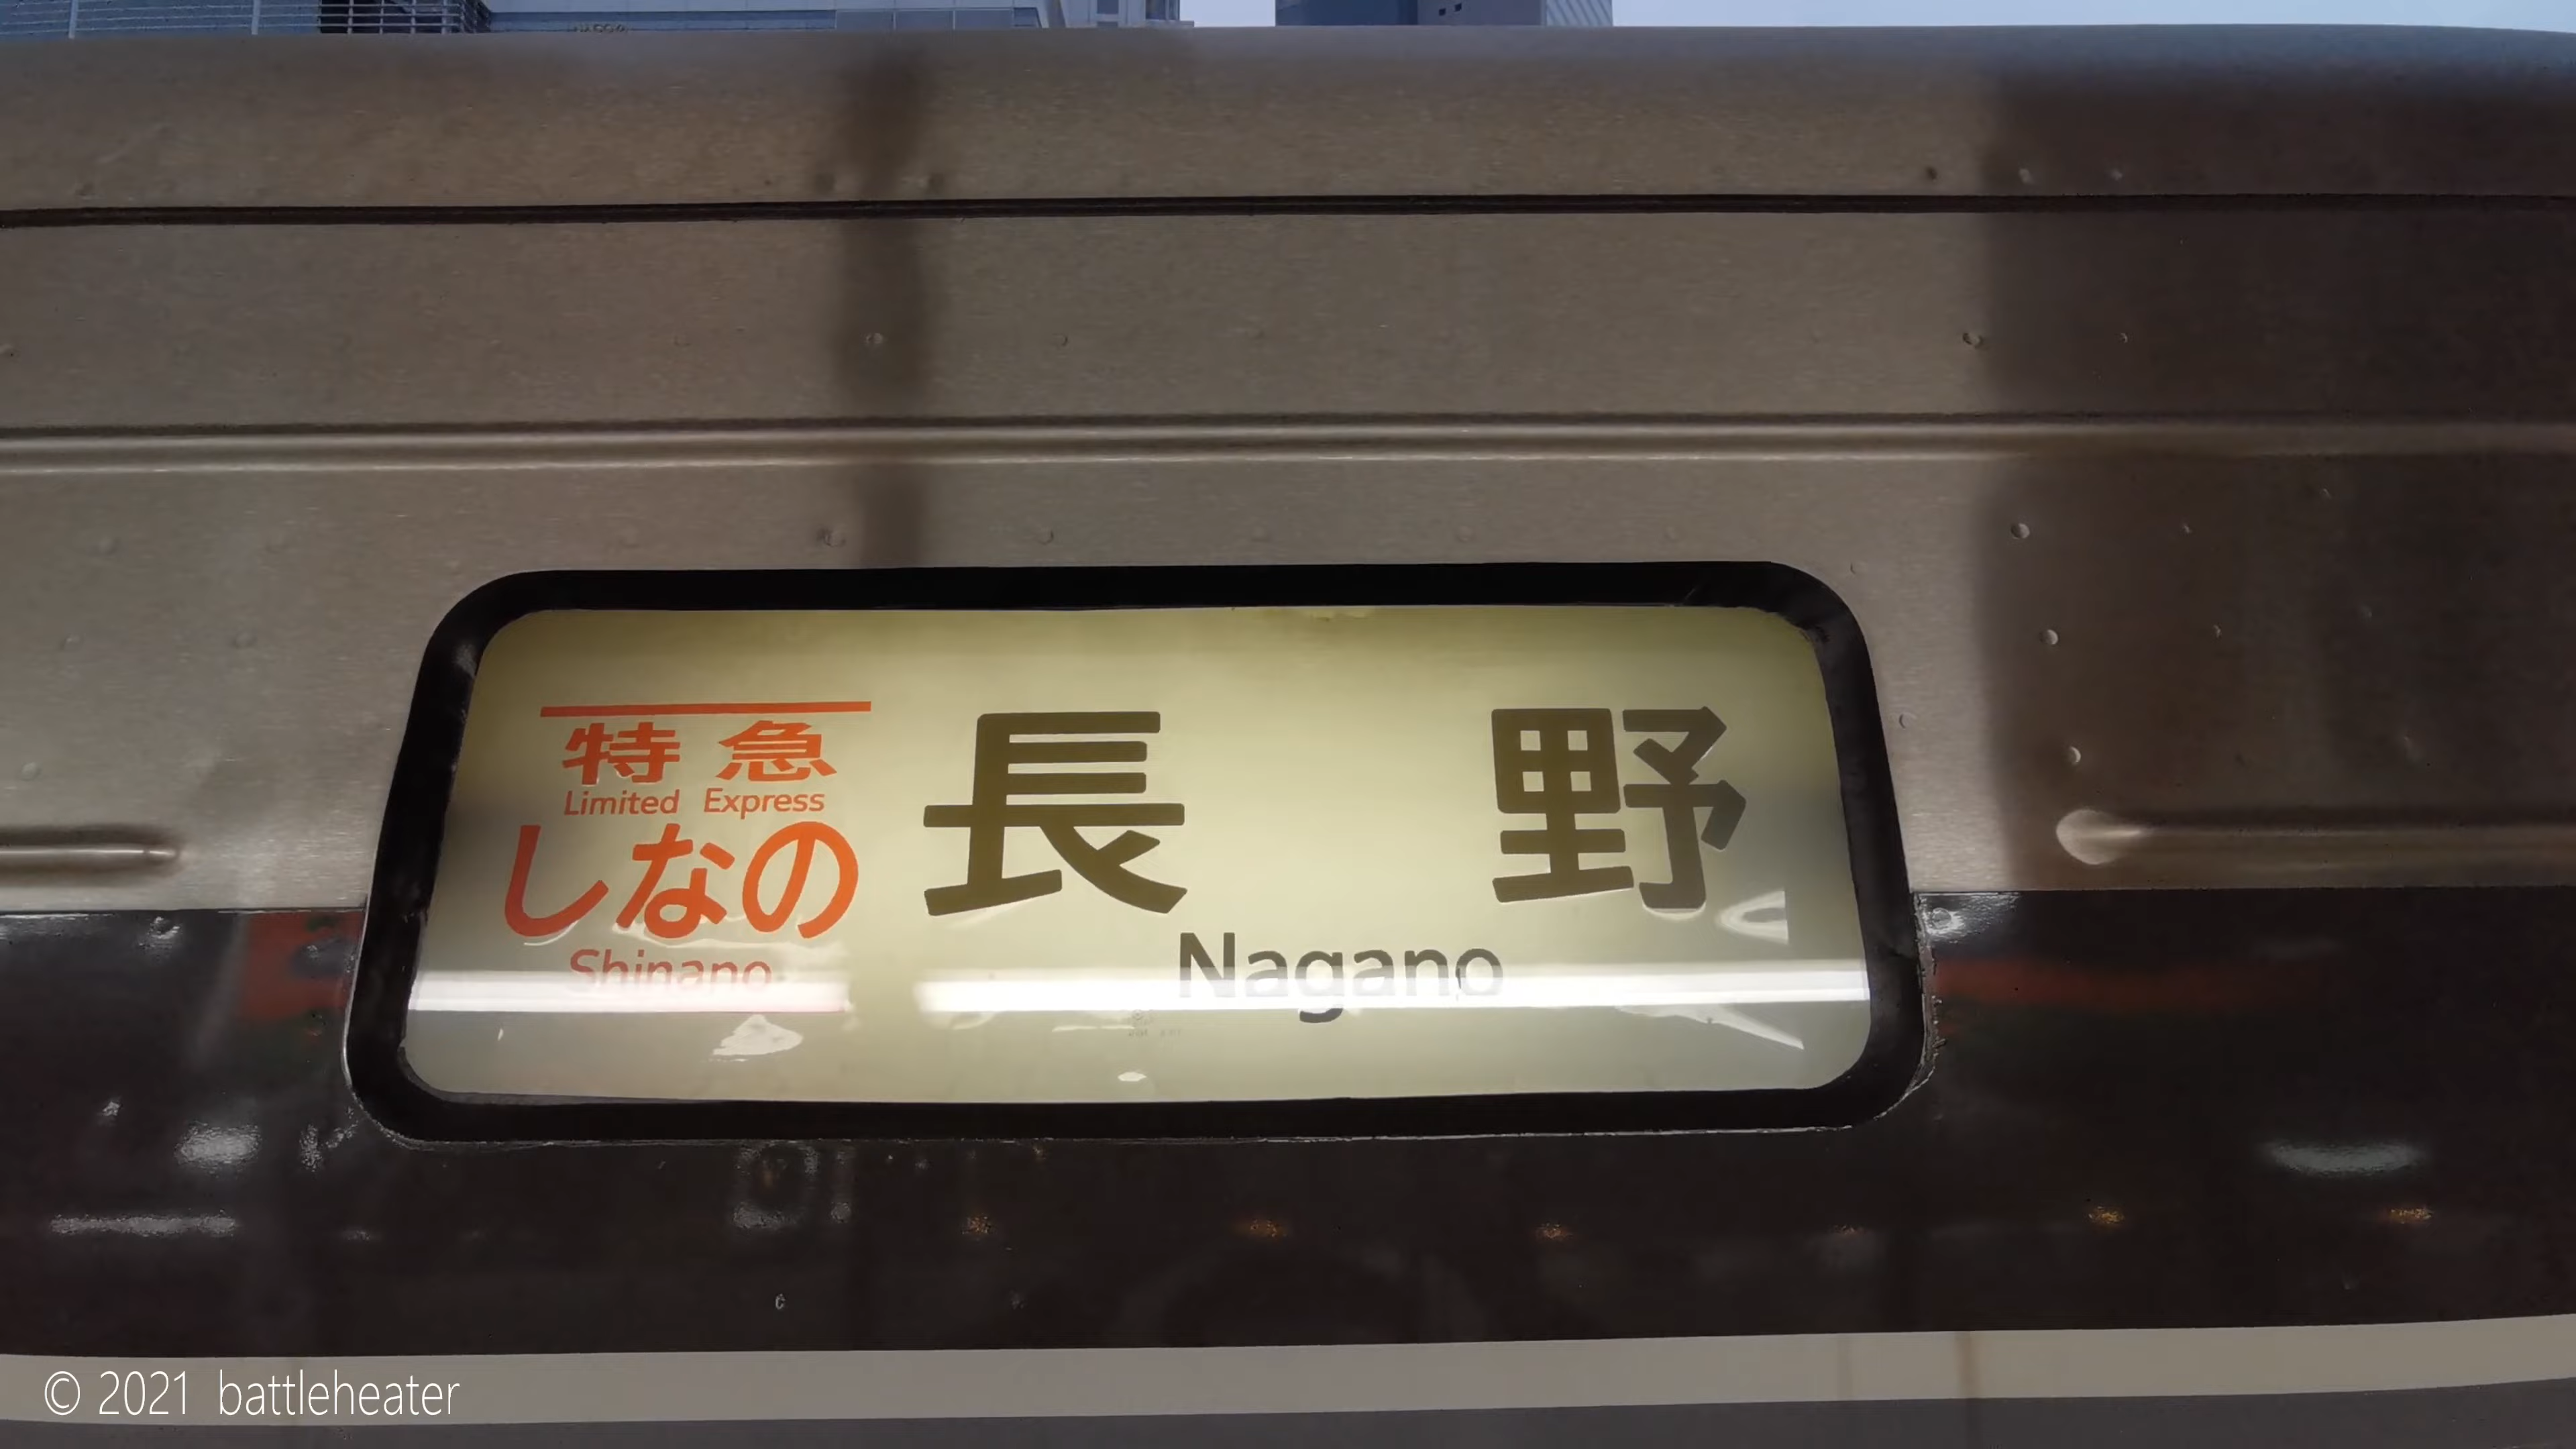 特急
Limited Express
しなの
Shinano
長野
Nagano
© 2021 battleheater